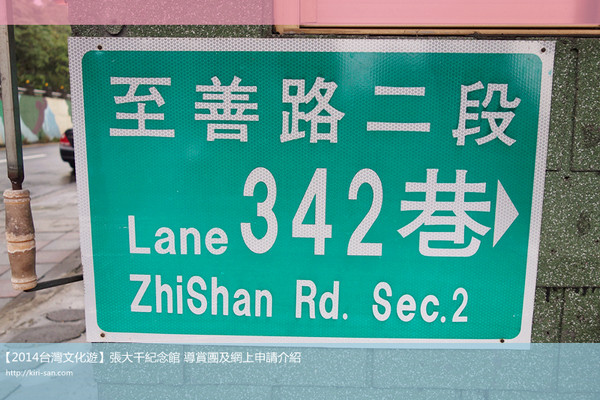 至善路二段
Lane 342巷
ZhiShan Rd. Sec.2
【2014台灣文化遊】張大千紀念館 導賞團及網上申請介紹
http://kiri-san.com